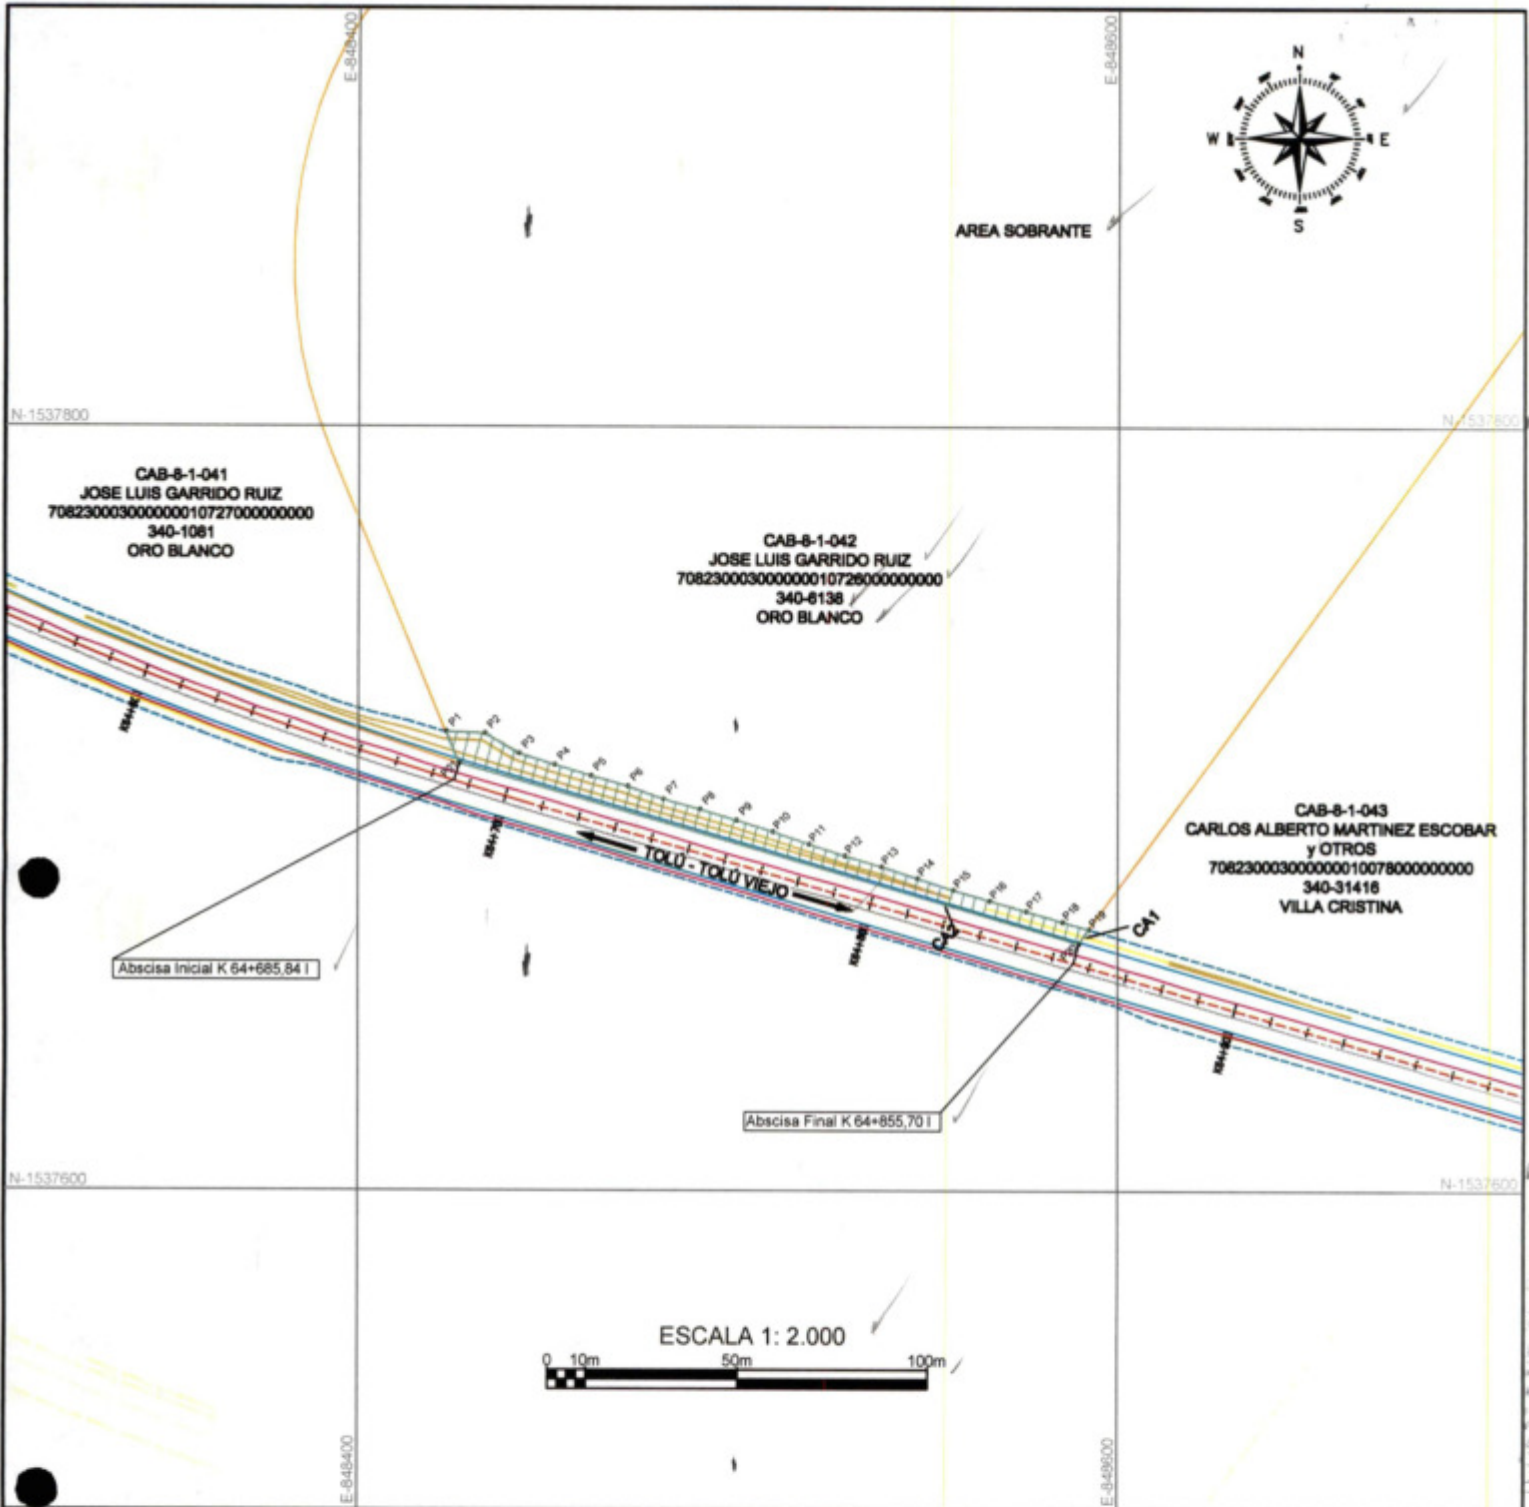 E-848400
E-848600
N
W
E
S
AREA SOBRANTE
N-1537800
N-1537800
CAB-8-1-041
JOSE LUIS GARRIDO RUIZ
708230003000000010727000000000
340-1081
ORO BLANCO
CAB-8-1-042
JOSE LUIS GARRIDO RUIZ
708230003000000010726000000000
340-6138
ORO BLANCO
CAB-8-1-043
CARLOS ALBERTO MARTINEZ ESCOBAR
y OTROS
708230003000000010078000000000
340-31416
VILLA CRISTINA
P1
P2
P3
P4
P5
P6
P7
P8
P9
P10
P11
P12
P13
P14
P15
P16
P17
P18
P19
CA1
CA2
TOLÚ - TOLÚ VIEJO
Abscisa Inicial K 64+685,84 I
Abscisa Final K 64+855,70 I
N-1537600
N-1537600
ESCALA 1: 2.000
0 10m 50m 100m
E-848400
E-848600